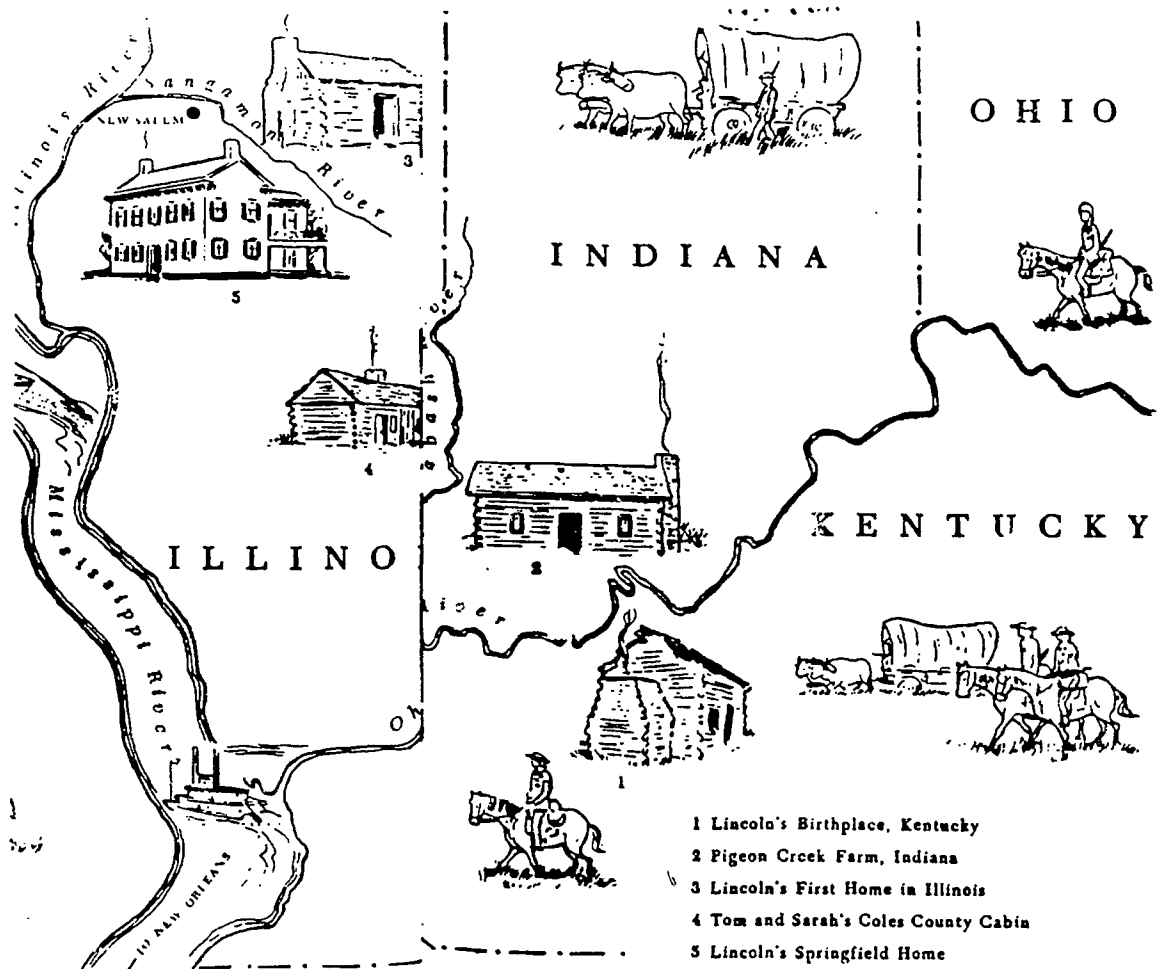 Sangamon River
NEW SALEM
3
OHIO
5
INDIANA
4
KENTUCKY
2
ILLINO
Mississippi River
iver
Oh
1
TO NEW ORLEANS
1 Lincoln's Birthplace, Kentucky
2 Pigeon Creek Farm, Indiana
3 Lincoln's First Home in Illinois
4 Tom and Sarah's Coles County Cabin
5 Lincoln's Springfield Home